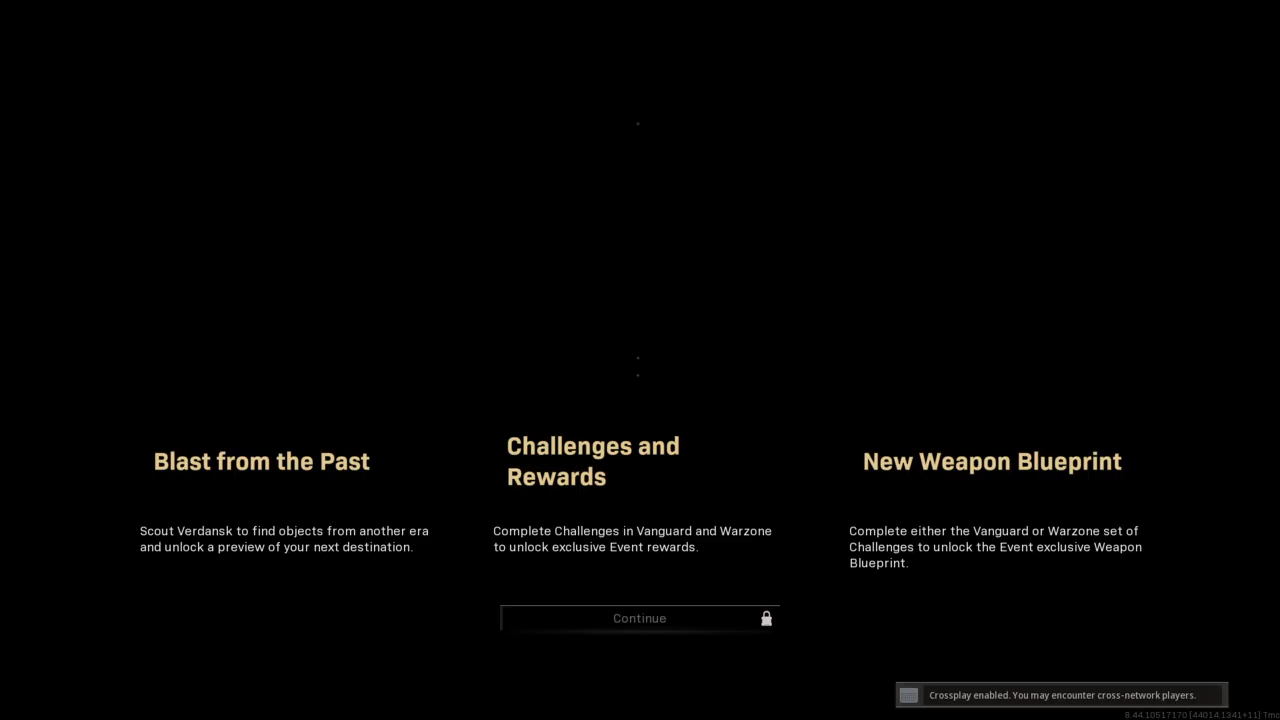 Blast from the Past
Scout Verdansk to find objects from another era
and unlock a preview of your next destination.
Challenges and
Rewards
Complete Challenges in Vanguard and Warzone
to unlock exclusive Event rewards.
New Weapon Blueprint
Complete either the Vanguard or Warzone set of
Challenges to unlock the Event exclusive Weapon
Blueprint.
Continue
Crossplay enabled. You may encounter cross-network players.